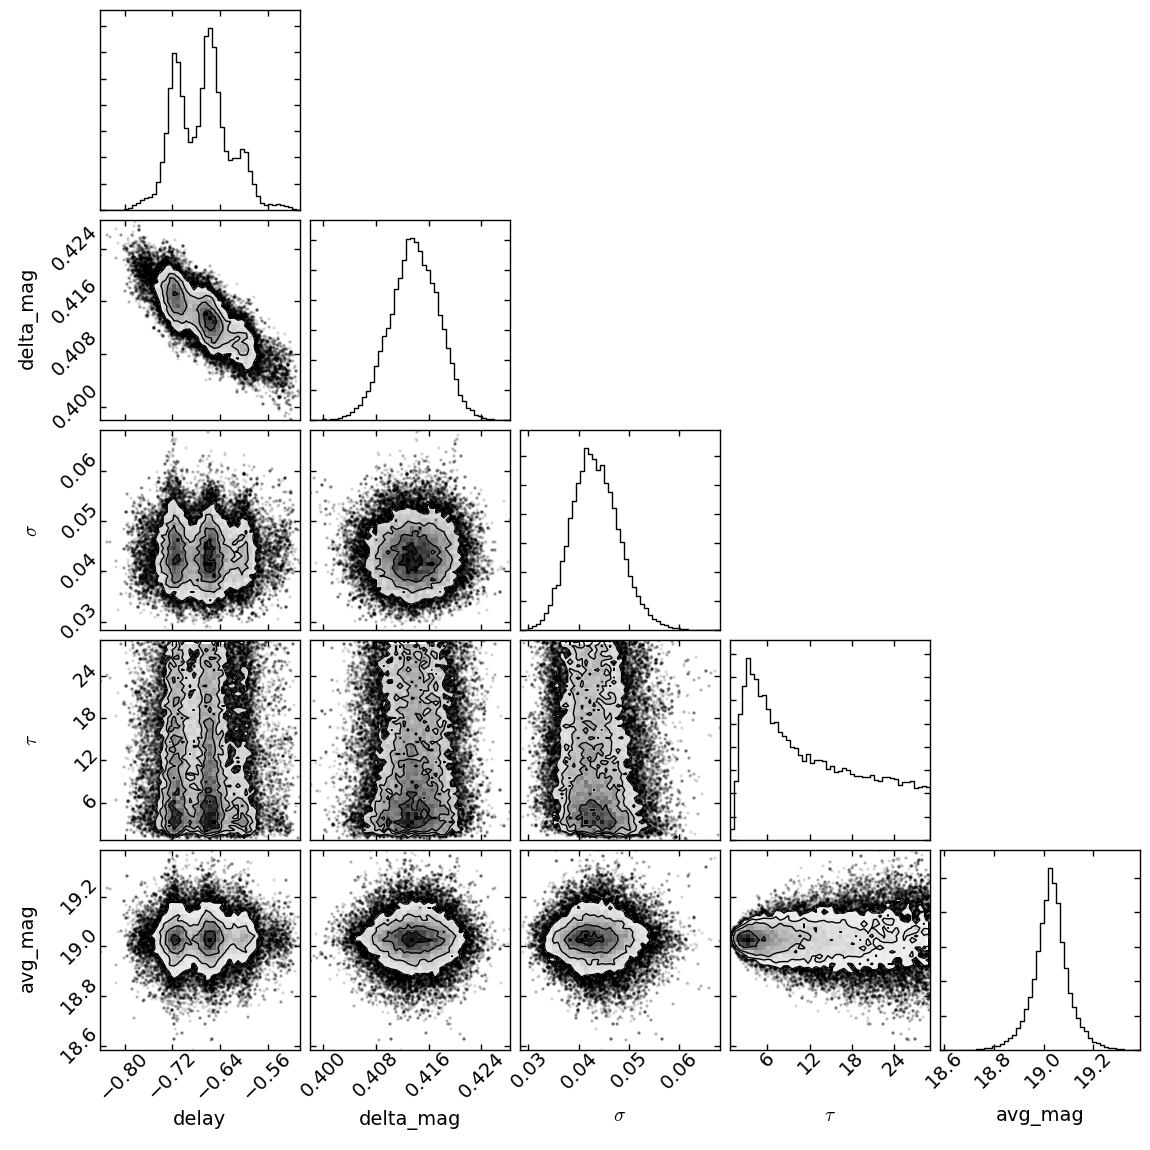 0.424
0.416
0.408
0.400
delta_mag
0.06
0.05
0.04
0.03
σ
24
18
12
6
τ
19.2
19.0
18.8
18.6
avg_mag
−0.80 −0.72 −0.64 −0.56
0.400 0.408 0.416 0.424
0.03 0.04 0.05 0.06
6 12 18 24
18.6 18.8 19.0 19.2
delay delta_mag σ τ avg_mag